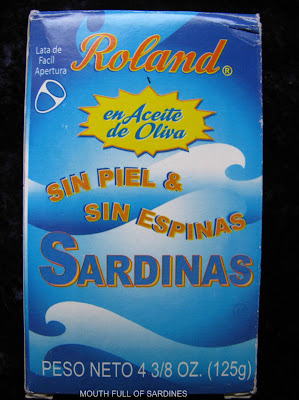 Lata de
Facil
Apertura
Roland®
en Aceite
de Oliva
SIN PIEL &
SIN ESPINAS
SARDINAS
PESO NETO 4 3/8 OZ. (125g)
MOUTH FULL OF SARDINES